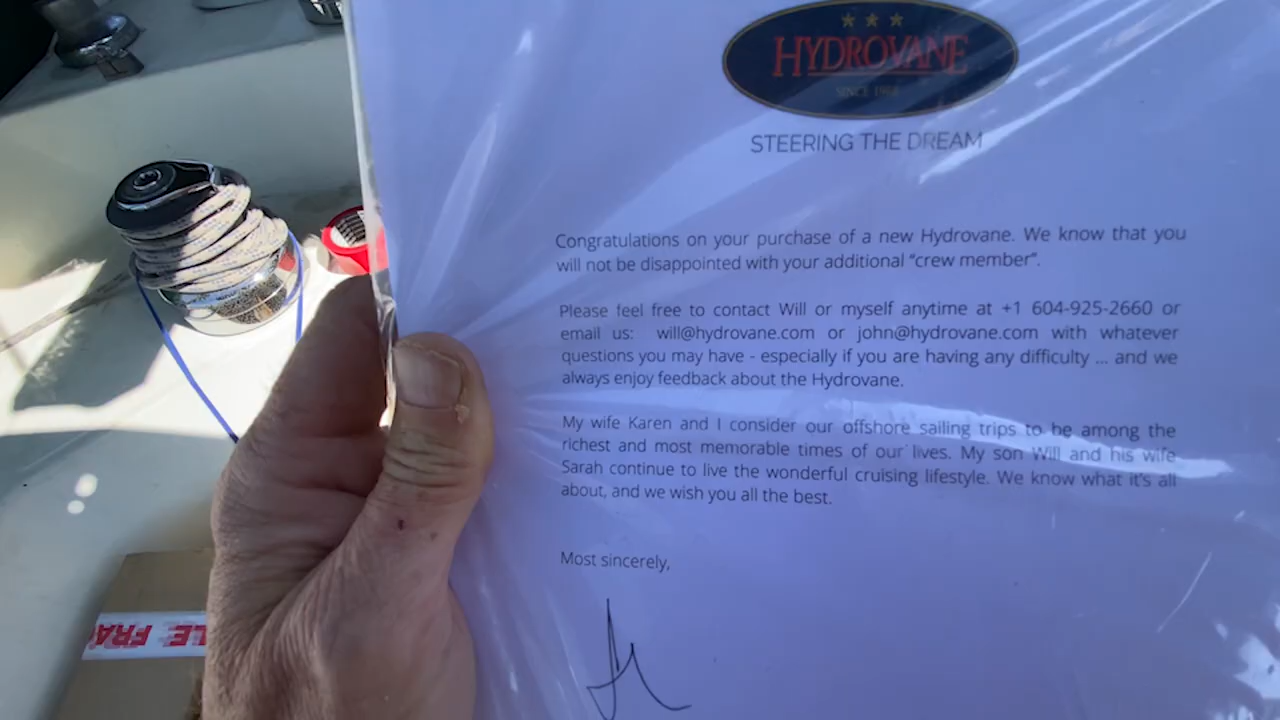 HYDROVANE
SINCE 1968
STEERING THE DREAM
Congratulations on your purchase of a new Hydrovane. We know that you
will not be disappointed with your additional “crew member”.
Please feel free to contact Will or myself anytime at +1 604-925-2660 or
email us: will@hydrovane.com or john@hydrovane.com with whatever
questions you may have - especially if you are having any difficulty ... and we
always enjoy feedback about the Hydrovane.
My wife Karen and I consider our offshore sailing trips to be among the
richest and most memorable times of our lives. My son Will and his wife
Sarah continue to live the wonderful cruising lifestyle. We know what it's all
about, and we wish you all the best.
Most sincerely,